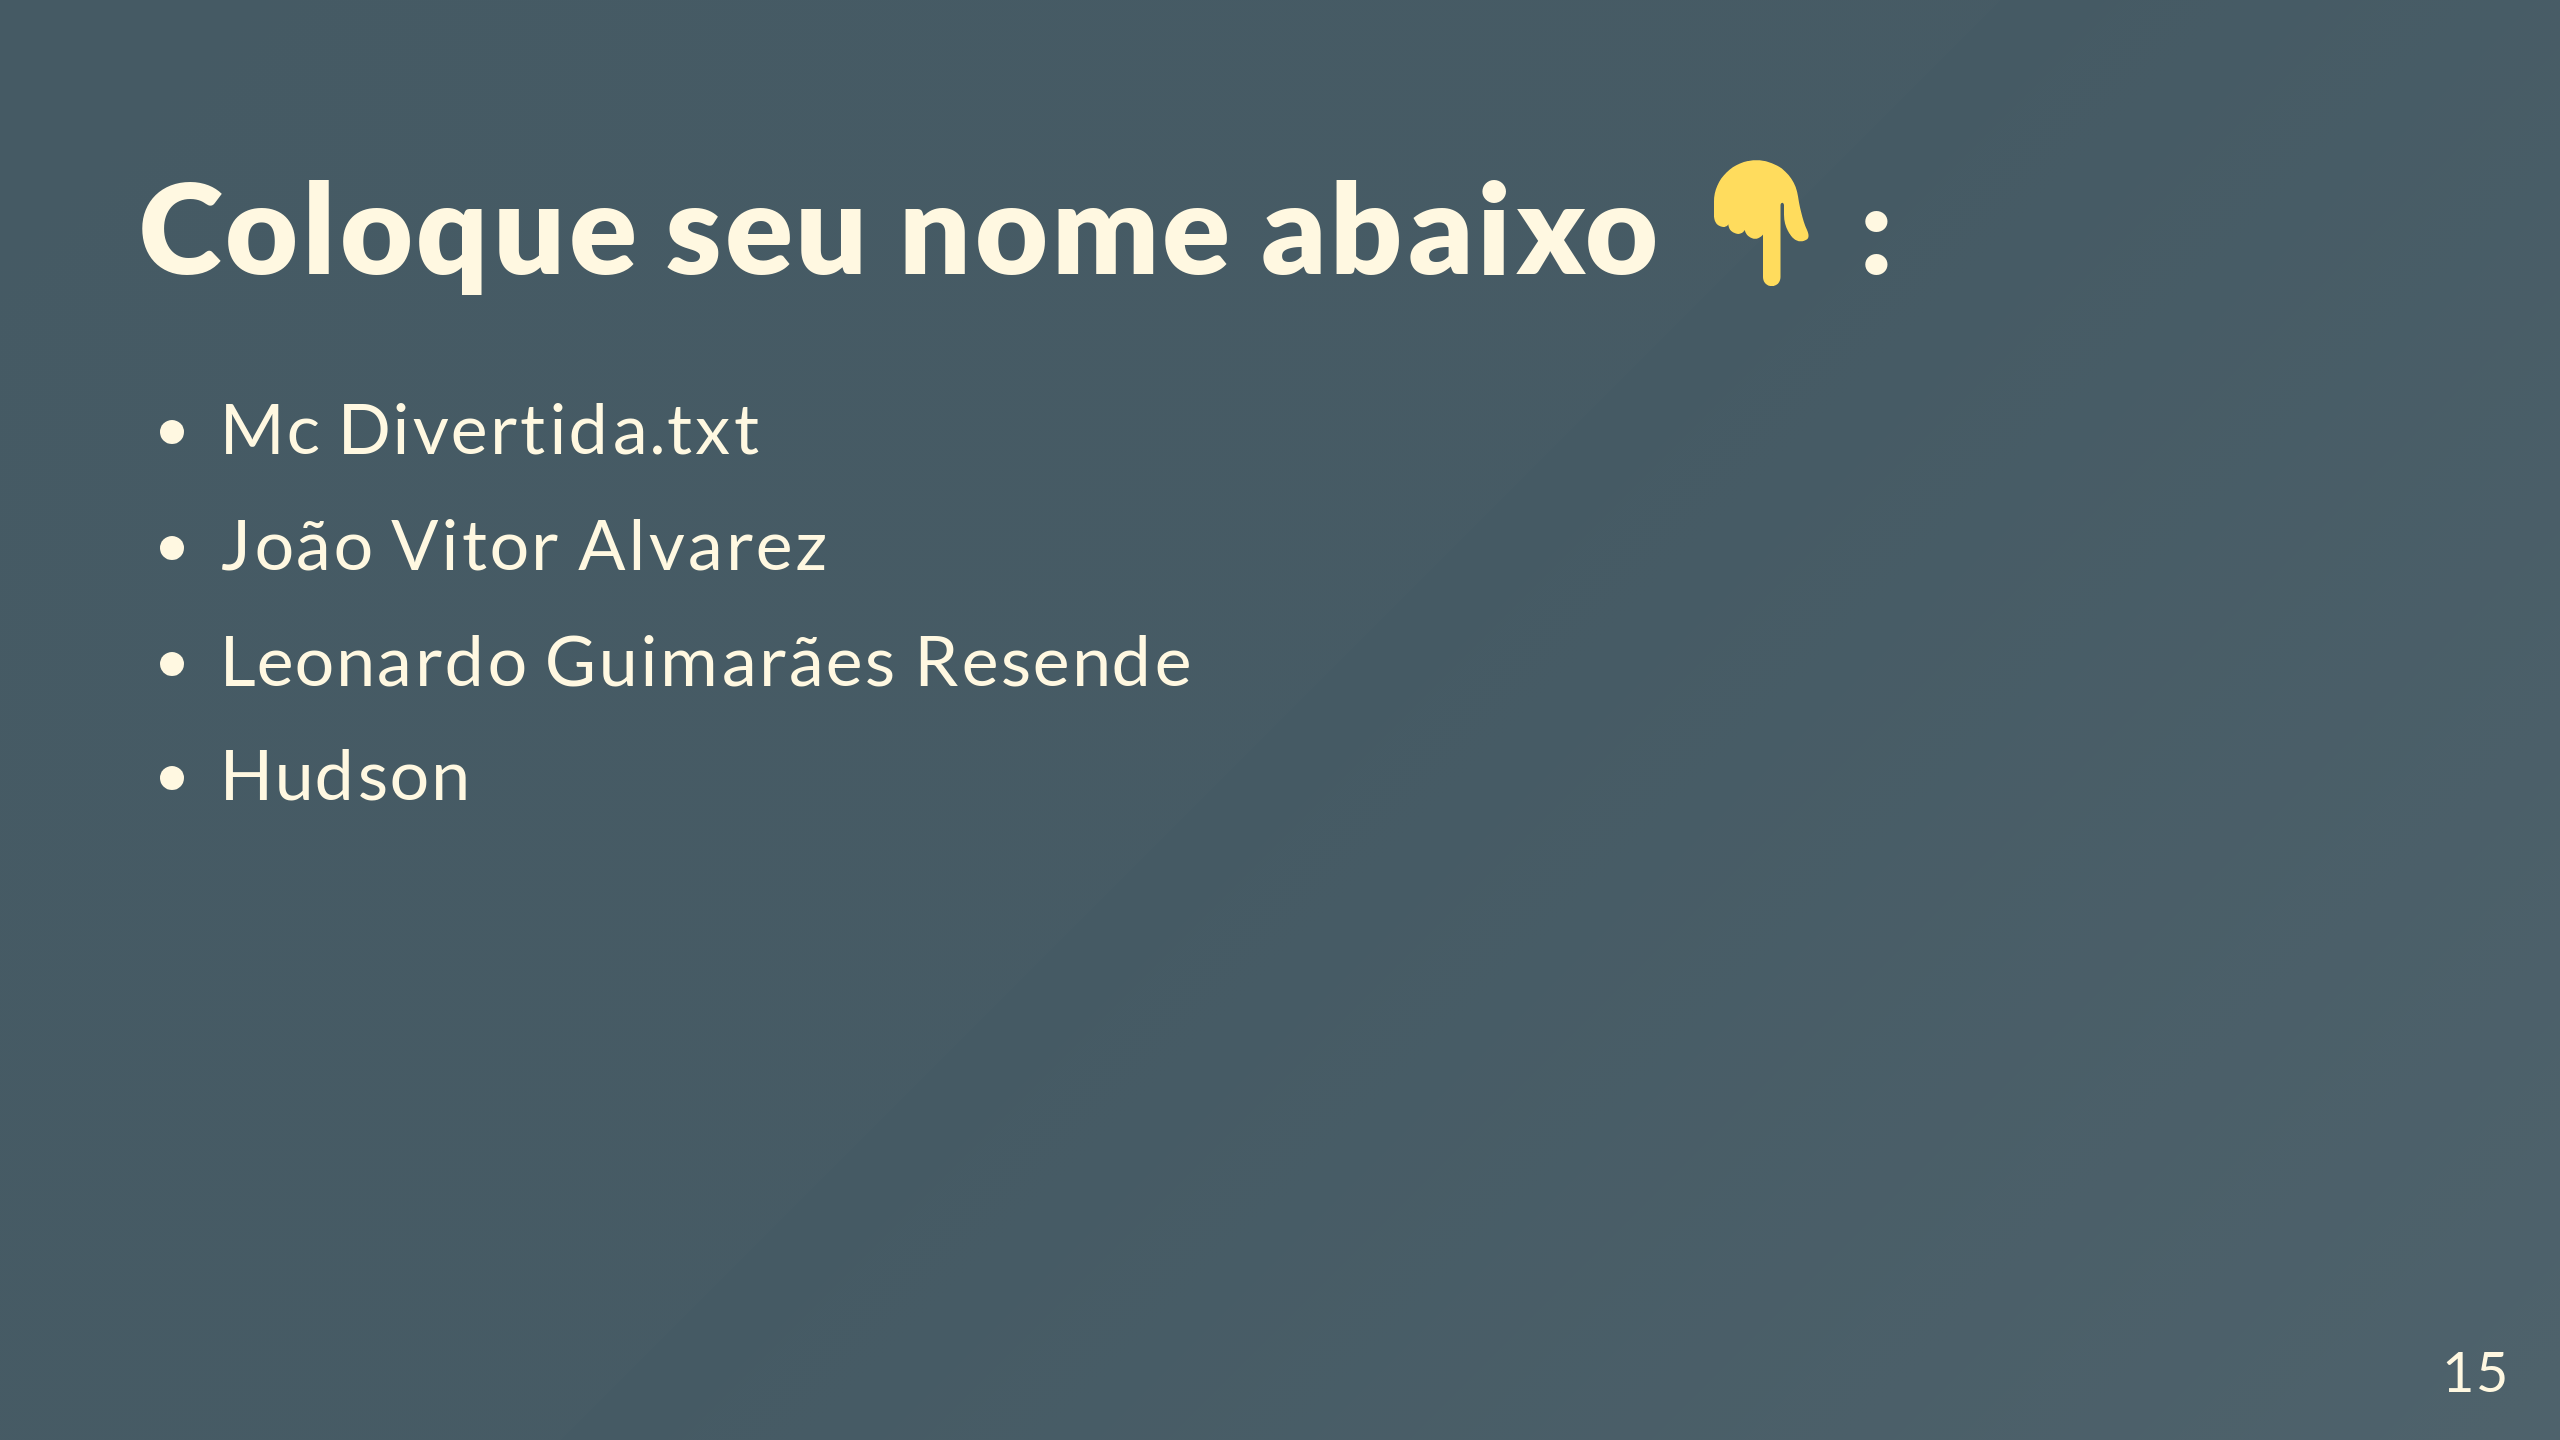 Coloque seu nome abaixo 👇 :
• Mc Divertida.txt
• João Vitor Alvarez
• Leonardo Guimarães Resende
• Hudson
15